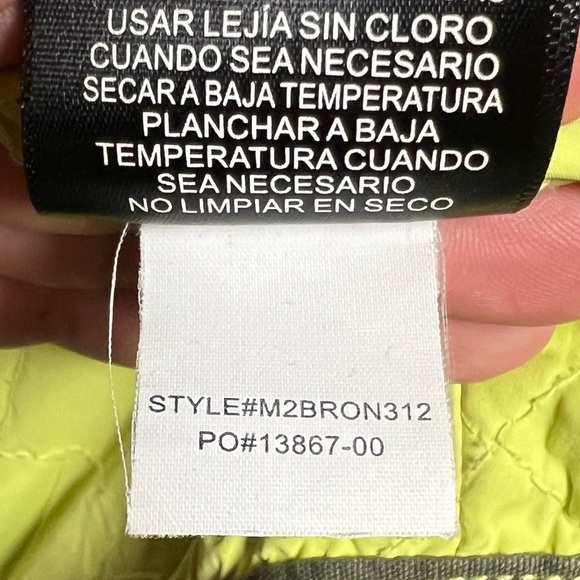 USAR LEJÍA SIN CLORO
CUANDO SEA NECESARIO
SECAR A BAJA TEMPERATURA
PLANCHAR A BAJA
TEMPERATURA CUANDO
SEA NECESARIO
NO LIMPIAR EN SECO
STYLE#M2BRON312
PO#13867-00